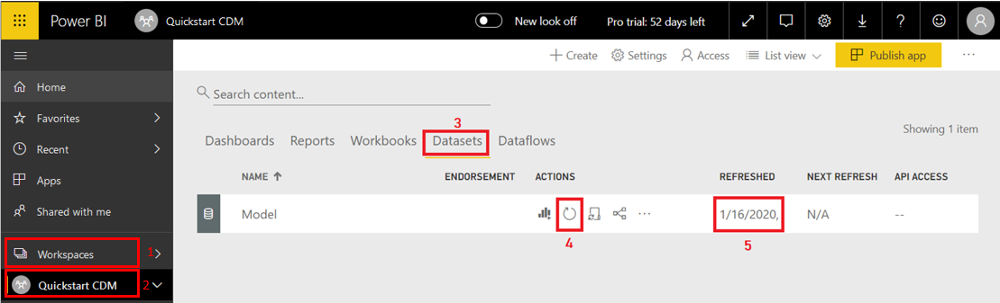 Power BI Quickstart CDM New look off Pro trial: 52 days left ?
Create Settings Access List view Publish app ...
Home
Favorites
Recent
Apps
Shared with me
Workspaces 1
Quickstart CDM 2
Search content...
3
Dashboards Reports Workbooks Datasets Dataflows
Showing 1 item
NAME ENDORSEMENT ACTIONS REFRESHED NEXT REFRESH API ACCESS
Model ... 1/16/2020, N/A --
4 5